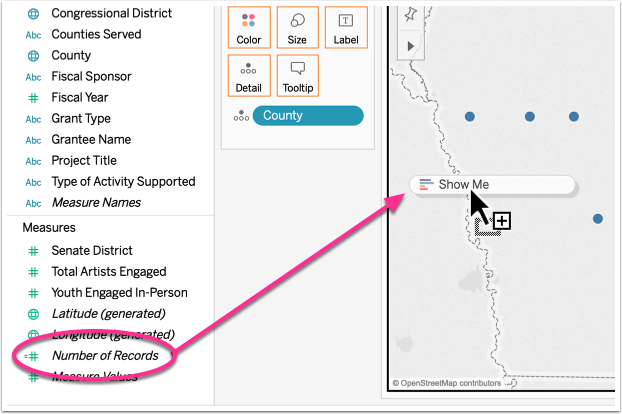 Congressional District
Abc Counties Served
County
Abc Fiscal Sponsor
Fiscal Year
Abc Grant Type
Abc Grantee Name
Abc Project Title
Abc Type of Activity Supported
Abc Measure Names
Measures
Senate District
Total Artists Engaged
Youth Engaged In-Person
Latitude (generated)
Longitude (generated)
=# Number of Records
Measure Values
Color Size Label
T
Detail Tooltip
County
Show Me
© OpenStreetMap contributors